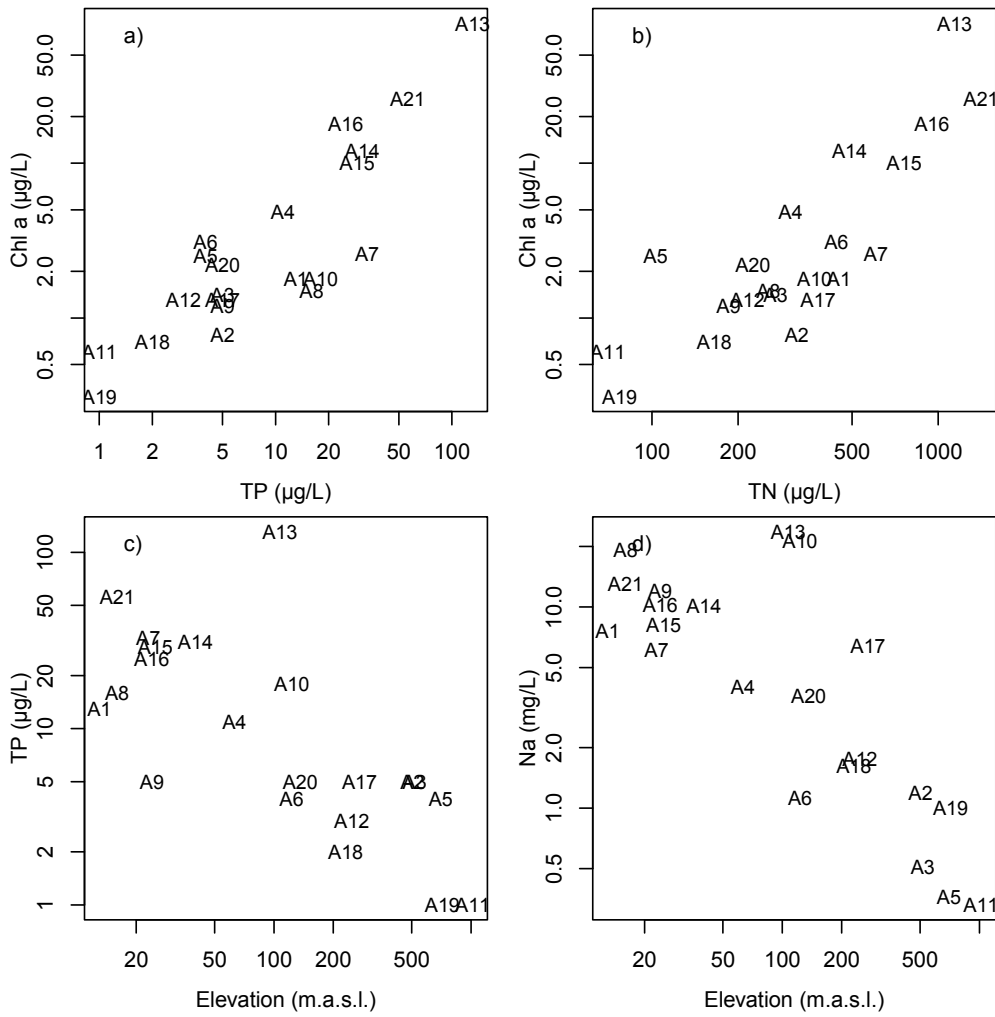 a)
A13
A21
A16
A14
A15
A4
A6
A7
A5
A20
A1
A10
A8
A3
A12
A17
A9
A2
A18
A11
A19
Chl a (µg/L)
50.0
20.0
5.0
2.0
0.5
1 2 5 10 20 50 100
TP (µg/L)
b)
A13
A21
A16
A14
A15
A4
A6
A7
A5
A20
A10
A1
A8
A3
A12
A17
A9
A2
A18
A11
A19
Chl a (µg/L)
50.0
20.0
5.0
2.0
0.5
100 200 500 1000
TN (µg/L)
c)
A13
A21
A7
A14
A15
A16
A10
A8
A1
A4
A9
A20
A17
A2
A3
A6
A5
A12
A18
A19
A11
TP (µg/L)
100
50
20
10
5
2
1
20 50 100 200 500
Elevation (m.a.s.l.)
d)
A13
A10
A8
A21
A9
A16
A14
A15
A1
A7
A17
A4
A20
A12
A18
A6
A2
A19
A3
A5
A11
Na (mg/L)
10.0
5.0
2.0
1.0
0.5
20 50 100 200 500
Elevation (m.a.s.l.)